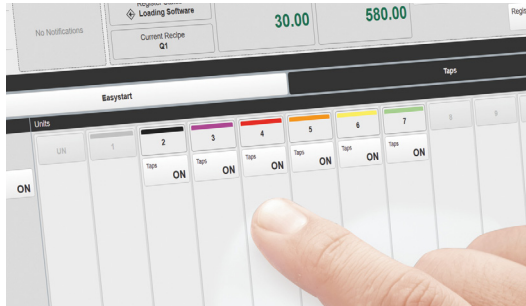 Loading Software
No Notifications
Current Recipe
Q1
30.00
580.00
Easystart
Taps
Units
UN
1
2
3
4
5
6
7
8
9
ON
Taps
ON
Taps
ON
Taps
ON
Taps
ON
Taps
ON
Taps
ON